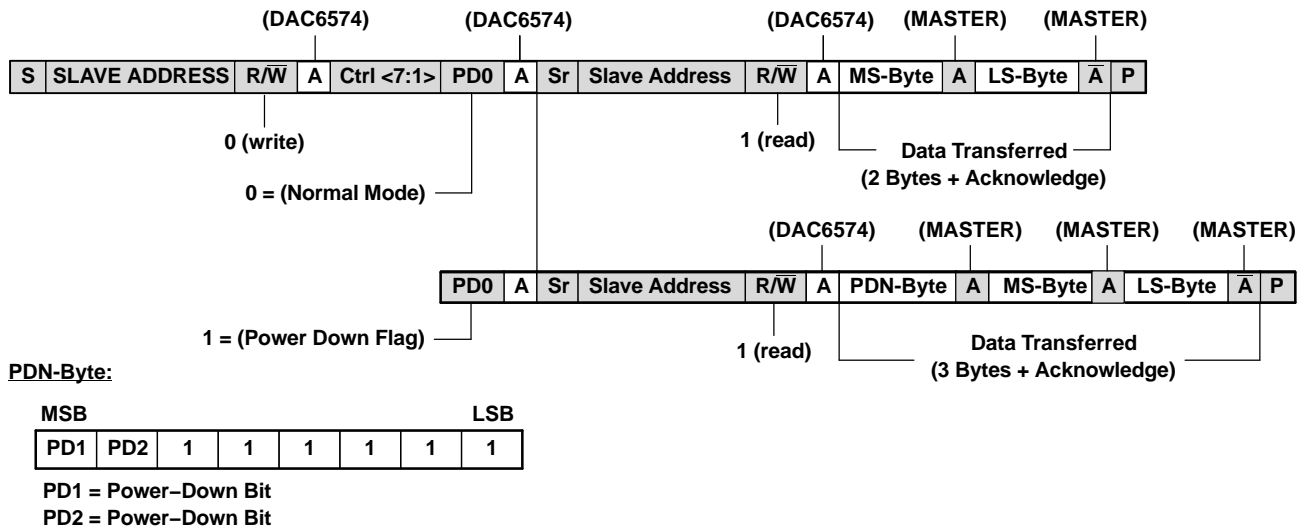 (DAC6574) (DAC6574) (DAC6574) (MASTER) (MASTER)
S SLAVE ADDRESS R/W̅ A Ctrl <7:1> PD0 A Sr Slave Address R/W̅ A MS-Byte A LS-Byte A̅ P
0 (write) 1 (read) Data Transferred
(2 Bytes + Acknowledge)
0 = (Normal Mode)
(DAC6574) (MASTER) (MASTER) (MASTER)
PD0 A Sr Slave Address R/W̅ A PDN-Byte A MS-Byte A LS-Byte A̅ P
1 = (Power Down Flag) 1 (read) Data Transferred
(3 Bytes + Acknowledge)
PDN-Byte:
MSB LSB
PD1 PD2 1 1 1 1 1 1
PD1 = Power−Down Bit
PD2 = Power−Down Bit